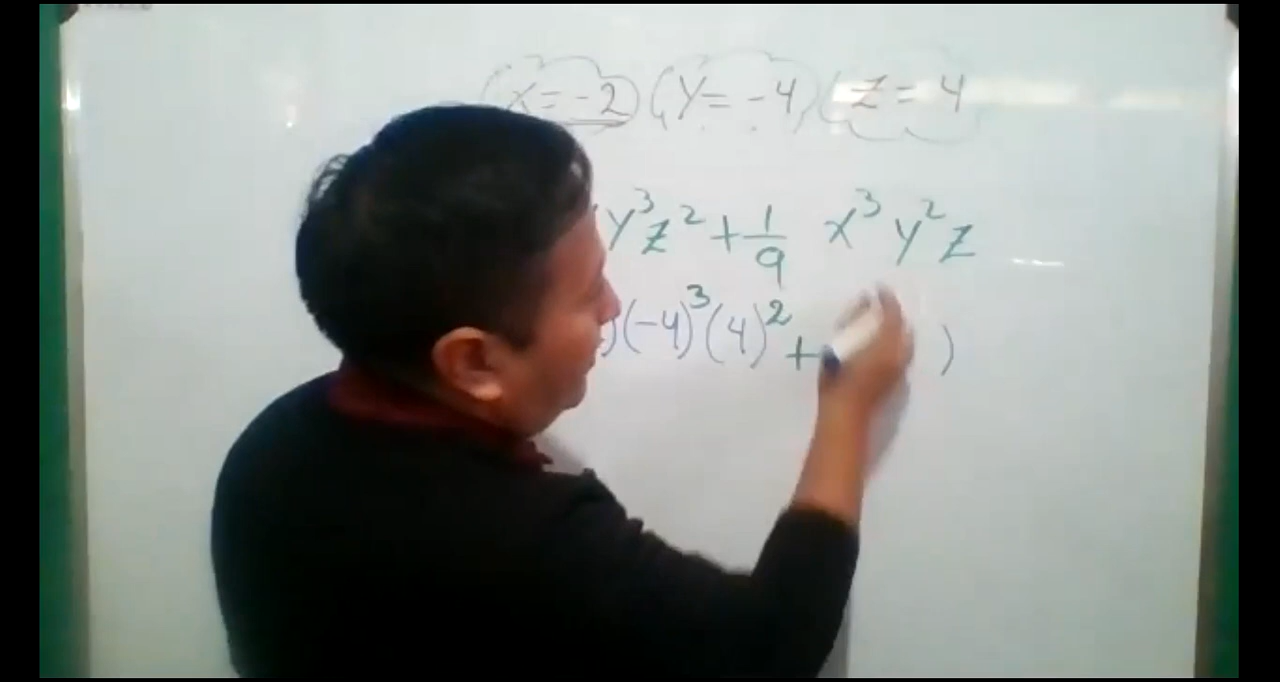 (x = -2) (y = -4) (z = 4
y³z² + 1/9 x³y²z
)(-4)³(4)² + )